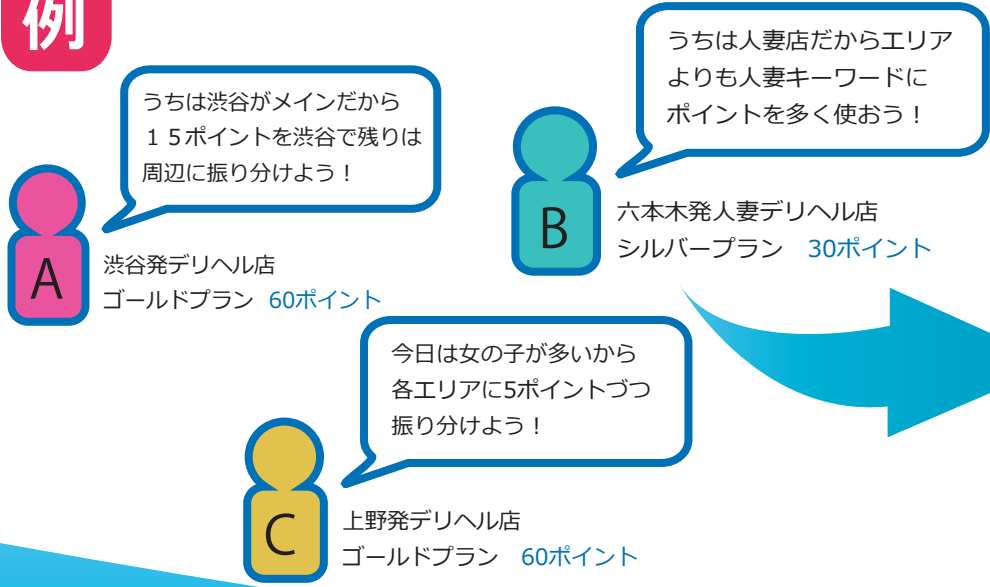 例
うちは渋谷がメインだから
１５ポイントを渋谷で残りは
周辺に振り分けよう！
A
渋谷発デリヘル店
ゴールドプラン 60ポイント
うちは人妻店だからエリア
よりも人妻キーワードに
ポイントを多く使おう！
B
六本木発人妻デリヘル店
シルバープラン 30ポイント
今日は女の子が多いから
各エリアに5ポイントづつ
振り分けよう！
C
上野発デリヘル店
ゴールドプラン 60ポイント